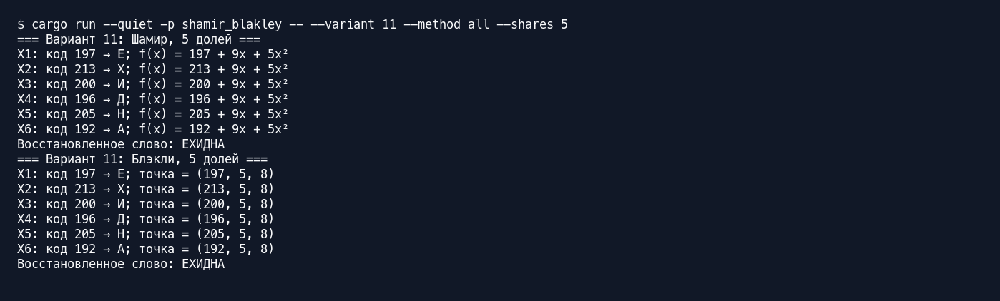 $ cargo run --quiet -p shamir_blakley -- --variant 11 --method all --shares 5
=== Вариант 11: Шамир, 5 долей ===
X1: код 197 → Е; f(x) = 197 + 9x + 5x²
X2: код 213 → Х; f(x) = 213 + 9x + 5x²
X3: код 200 → И; f(x) = 200 + 9x + 5x²
X4: код 196 → Д; f(x) = 196 + 9x + 5x²
X5: код 205 → Н; f(x) = 205 + 9x + 5x²
X6: код 192 → А; f(x) = 192 + 9x + 5x²
Восстановленное слово: ЕХИДНА
=== Вариант 11: Блэкли, 5 долей ===
X1: код 197 → Е; точка = (197, 5, 8)
X2: код 213 → Х; точка = (213, 5, 8)
X3: код 200 → И; точка = (200, 5, 8)
X4: код 196 → Д; точка = (196, 5, 8)
X5: код 205 → Н; точка = (205, 5, 8)
X6: код 192 → А; точка = (192, 5, 8)
Восстановленное слово: ЕХИДНА